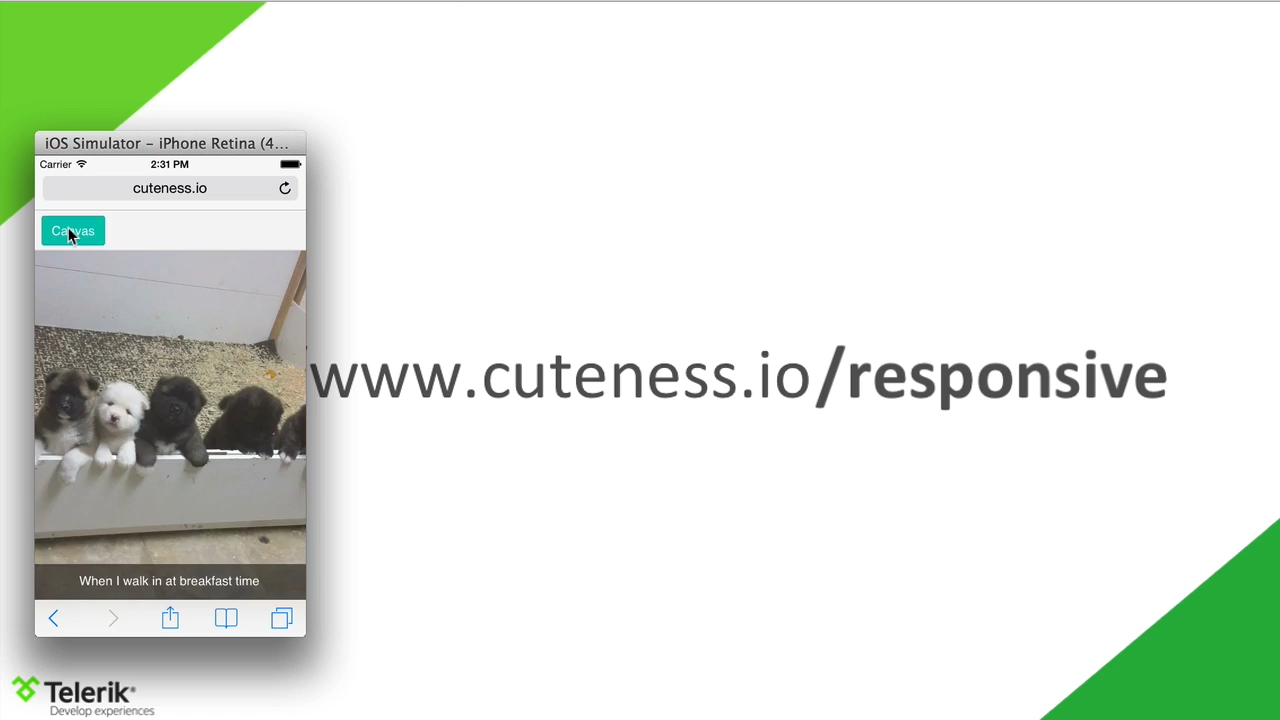 iOS Simulator – iPhone Retina (4...
Carrier
2:31 PM
cuteness.io
Canvas
www.cuteness.io/responsive
When I walk in at breakfast time
Telerik®
Develop experiences